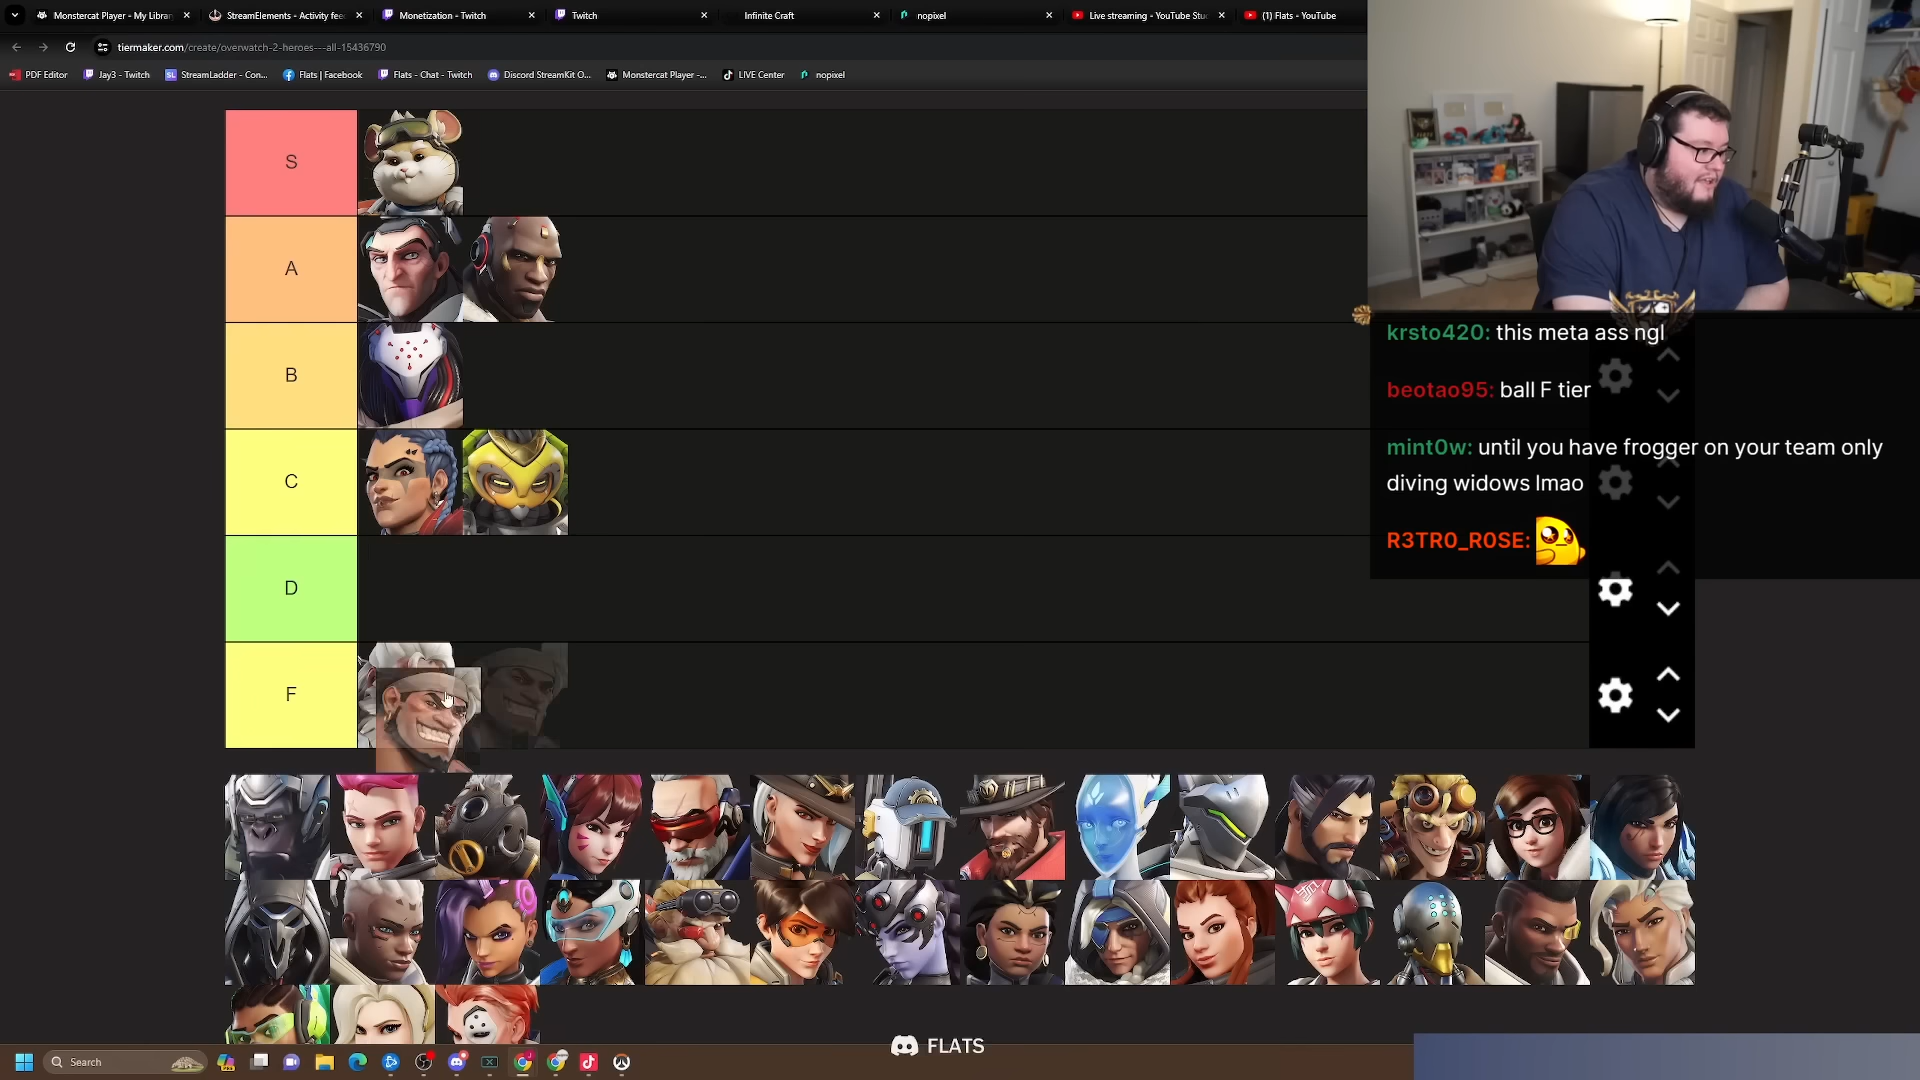 Monstercat Player - My Librar
StreamElements - Activity fee
Monetization - Twitch
Twitch
Infinite Craft
nopixel
Live streaming - YouTube Stu
(1) Flats - YouTube
tiermaker.com/create/overwatch-2-heroes---all-15436790
PDF Editor
Jay3 - Twitch
StreamLadder - Con...
Flats | Facebook
Flats - Chat - Twitch
Discord StreamKit O...
Monstercat Player -...
LIVE Center
nopixel
S
A
B
C
D
F
krsto420: this meta ass ngl
beotao95: ball F tier
mint0w: until you have frogger on your team only
diving widows lmao
R3TR0_R0SE:
FLATS
Search